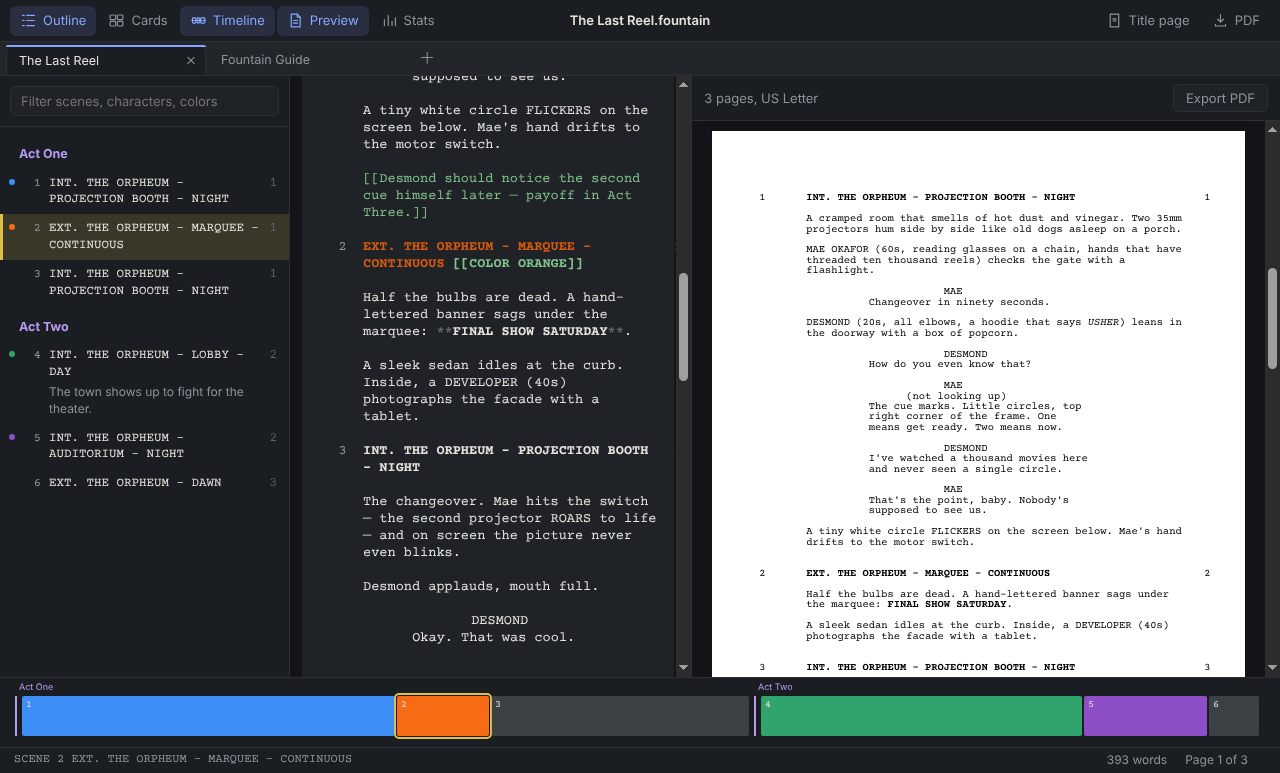 Outline Cards Timeline Preview Stats The Last Reel.fountain Title page PDF
The Last Reel × Fountain Guide +
Filter scenes, characters, colors
Act One
1 INT. THE ORPHEUM - 1
PROJECTION BOOTH - NIGHT
2 EXT. THE ORPHEUM - MARQUEE - 1
CONTINUOUS
3 INT. THE ORPHEUM - 1
PROJECTION BOOTH - NIGHT
Act Two
4 INT. THE ORPHEUM - LOBBY - 2
DAY
The town shows up to fight for the
theater.
5 INT. THE ORPHEUM - 2
AUDITORIUM - NIGHT
6 EXT. THE ORPHEUM - DAWN 3
supposed to see us.
A tiny white circle FLICKERS on the
screen below. Mae's hand drifts to
the motor switch.
[[Desmond should notice the second
cue himself later — payoff in Act
Three.]]
2 EXT. THE ORPHEUM - MARQUEE -
CONTINUOUS [[COLOR ORANGE]]
Half the bulbs are dead. A hand-
lettered banner sags under the
marquee: **FINAL SHOW SATURDAY**.
A sleek sedan idles at the curb.
Inside, a DEVELOPER (40s)
photographs the facade with a
tablet.
3 INT. THE ORPHEUM - PROJECTION BOOTH
- NIGHT
The changeover. Mae hits the switch
— the second projector ROARS to life
— and on screen the picture never
even blinks.
Desmond applauds, mouth full.
DESMOND
Okay. That was cool.
3 pages, US Letter Export PDF
1 INT. THE ORPHEUM - PROJECTION BOOTH - NIGHT 1
A cramped room that smells of hot dust and vinegar. Two 35mm
projectors hum side by side like old dogs asleep on a porch.
MAE OKAFOR (60s, reading glasses on a chain, hands that have
threaded ten thousand reels) checks the gate with a
flashlight.
MAE
Changeover in ninety seconds.
DESMOND (20s, all elbows, a hoodie that says USHER) leans in
the doorway with a box of popcorn.
DESMOND
How do you even know that?
MAE
(not looking up)
The cue marks. Little circles, top
right corner of the frame. One
means get ready. Two means now.
DESMOND
I've watched a thousand movies here
and never seen a single circle.
MAE
That's the point, baby. Nobody's
supposed to see us.
A tiny white circle FLICKERS on the screen below. Mae's hand
drifts to the motor switch.
2 EXT. THE ORPHEUM - MARQUEE - CONTINUOUS 2
Half the bulbs are dead. A hand-lettered banner sags under
the marquee: FINAL SHOW SATURDAY.
A sleek sedan idles at the curb. Inside, a DEVELOPER (40s)
photographs the facade with a tablet.
3 INT. THE ORPHEUM - PROJECTION BOOTH - NIGHT 3
Act One Act Two
1 2 3 4 5 6
SCENE 2 EXT. THE ORPHEUM - MARQUEE - CONTINUOUS 393 words Page 1 of 3